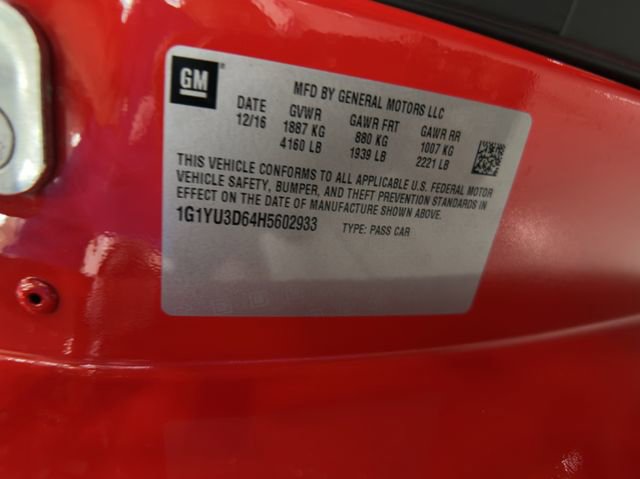 GM
MFD BY GENERAL MOTORS LLC
DATE GVWR GAWR FRT GAWR RR
12/16 1887 KG 880 KG 1007 KG
4160 LB 1939 LB 2221 LB
THIS VEHICLE CONFORMS TO ALL APPLICABLE U.S. FEDERAL MOTOR
VEHICLE SAFETY, BUMPER, AND THEFT PREVENTION STANDARDS IN
EFFECT ON THE DATE OF MANUFACTURE SHOWN ABOVE.
1G1YU3D64H5602933 TYPE: PASS CAR